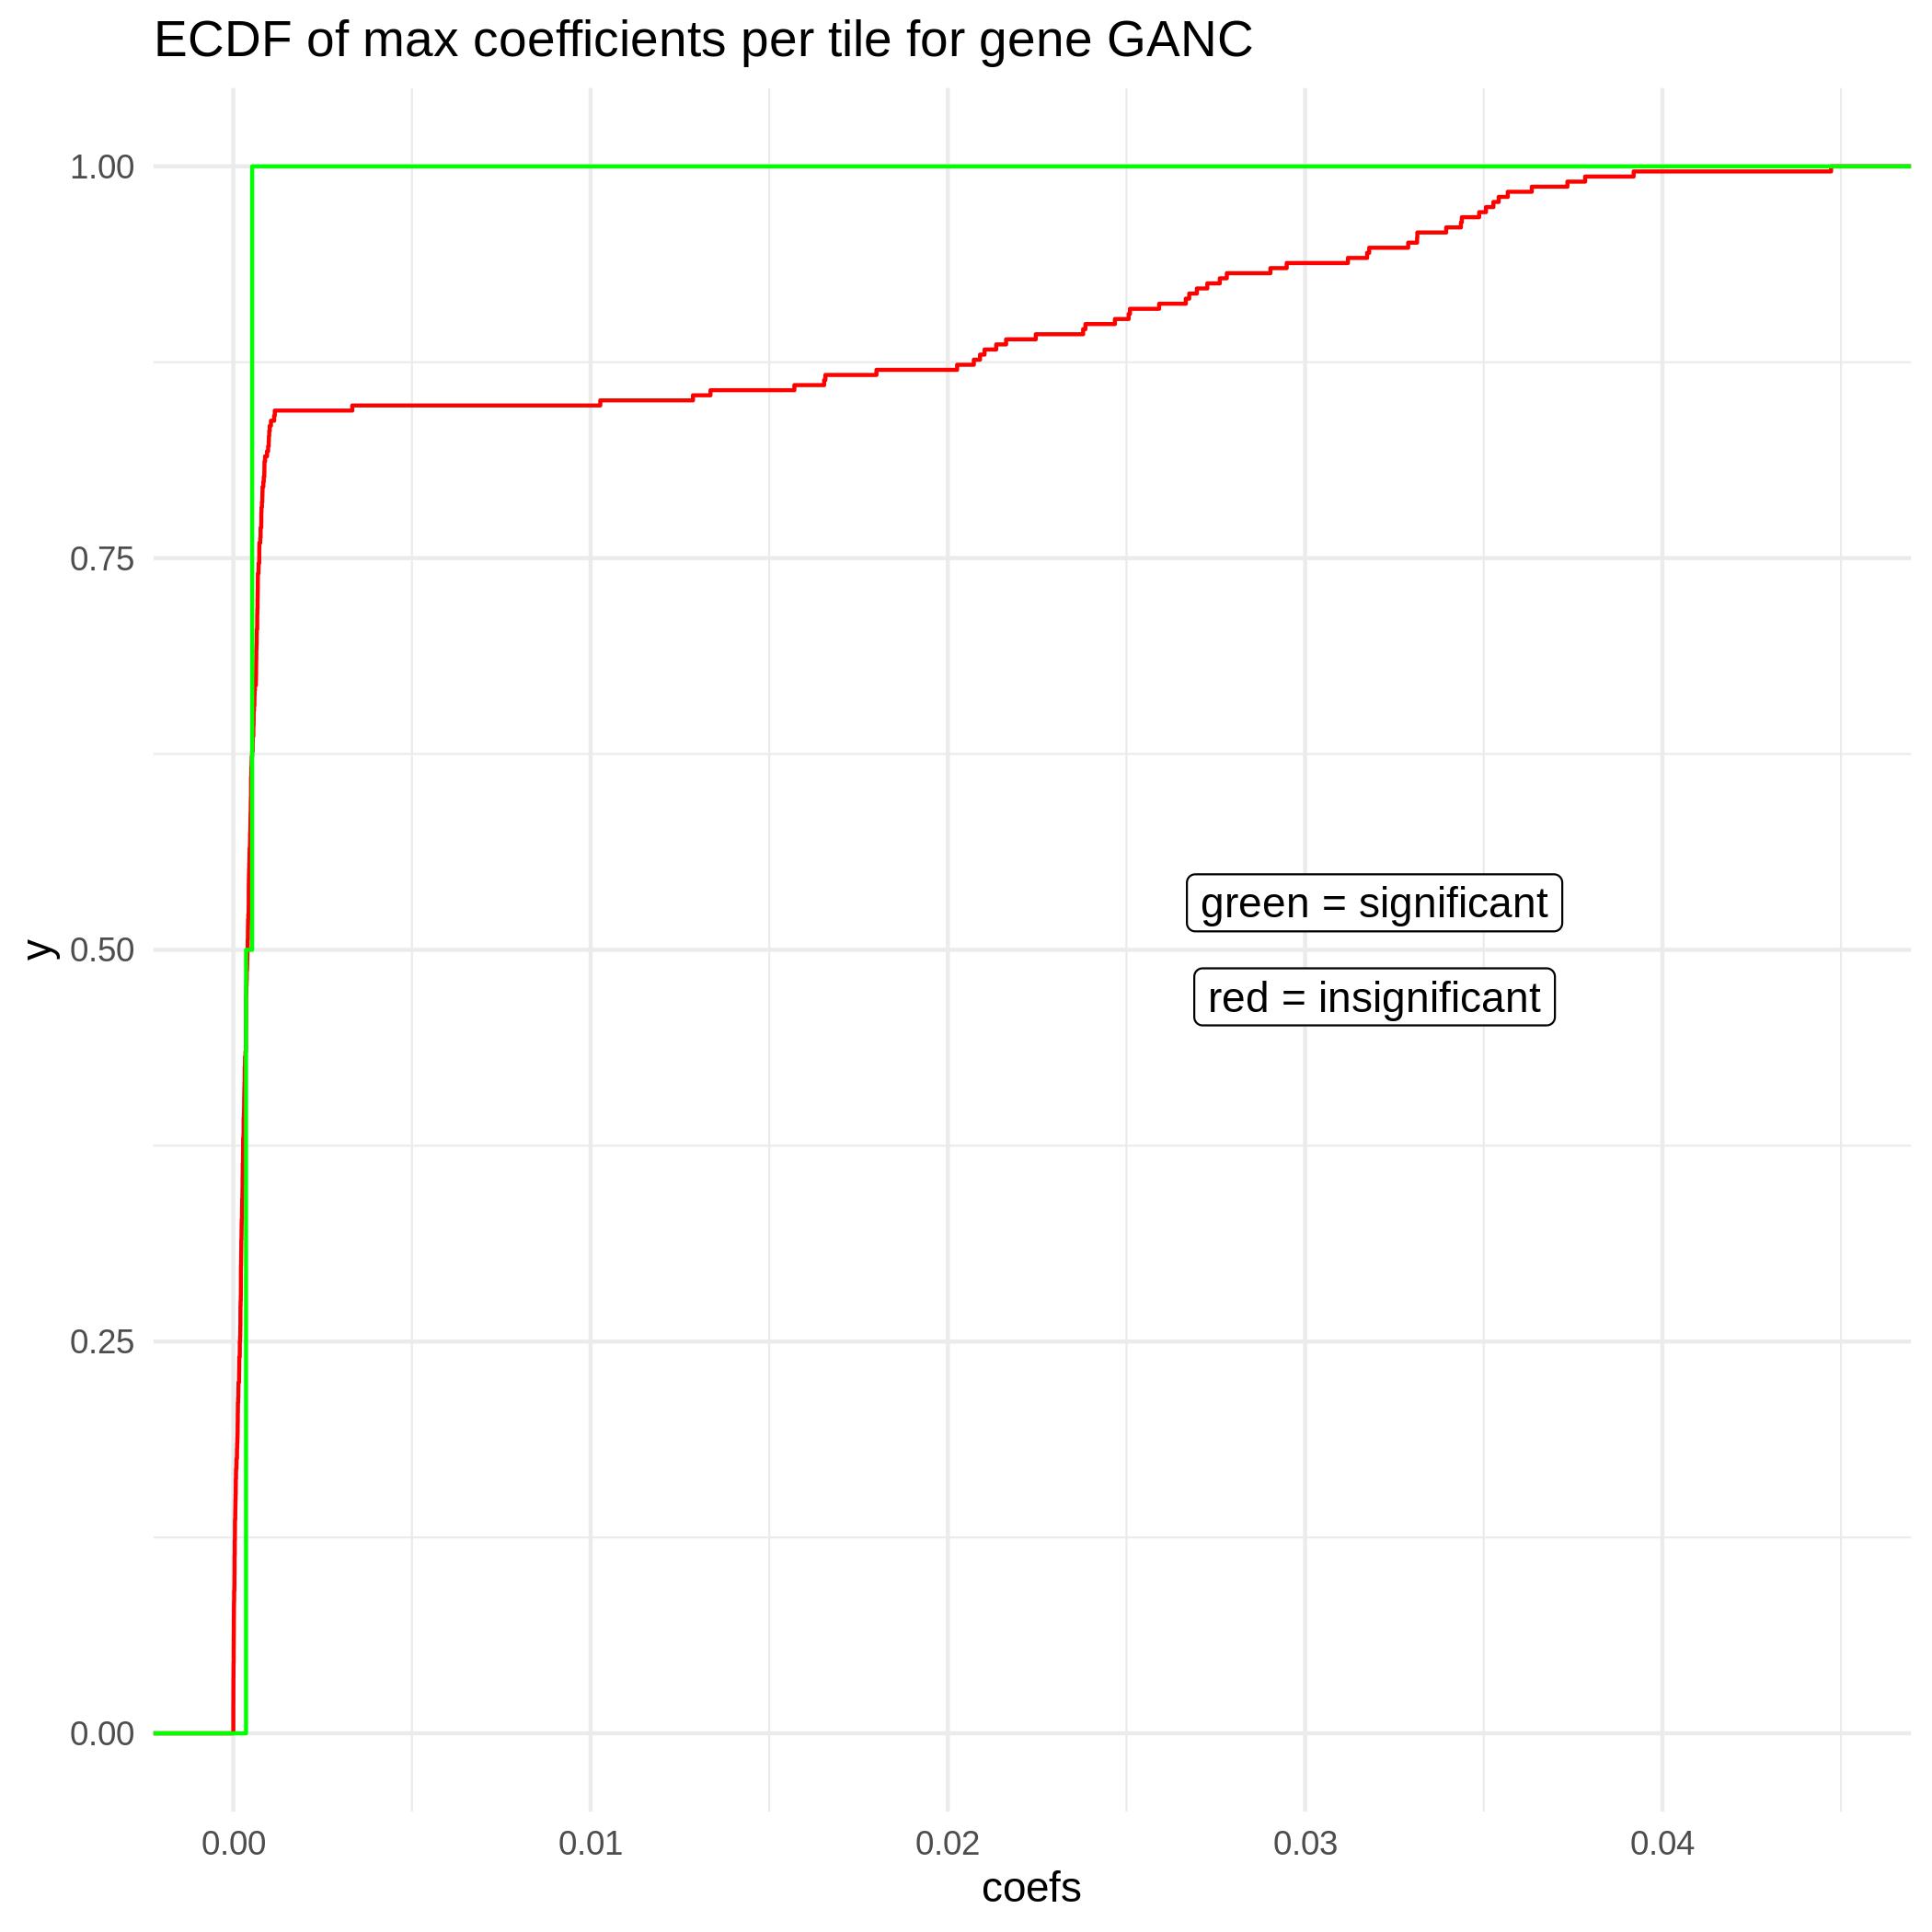 ECDF of max coefficients per tile for gene GANC
1.00
0.75
0.50
0.25
0.00
y
green = significant
red = insignificant
0.00 0.01 0.02 0.03 0.04
coefs